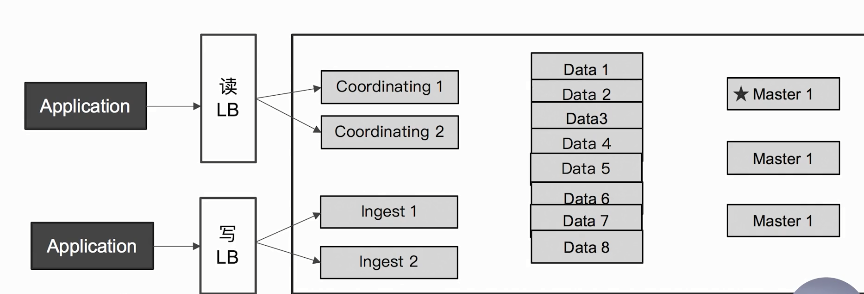 Application
读
LB
Coordinating 1
Coordinating 2
Application
写
LB
Ingest 1
Ingest 2
Data 1
Data 2
Data3
Data 4
Data 5
Data 6
Data 7
Data 8
★ Master 1
Master 1
Master 1